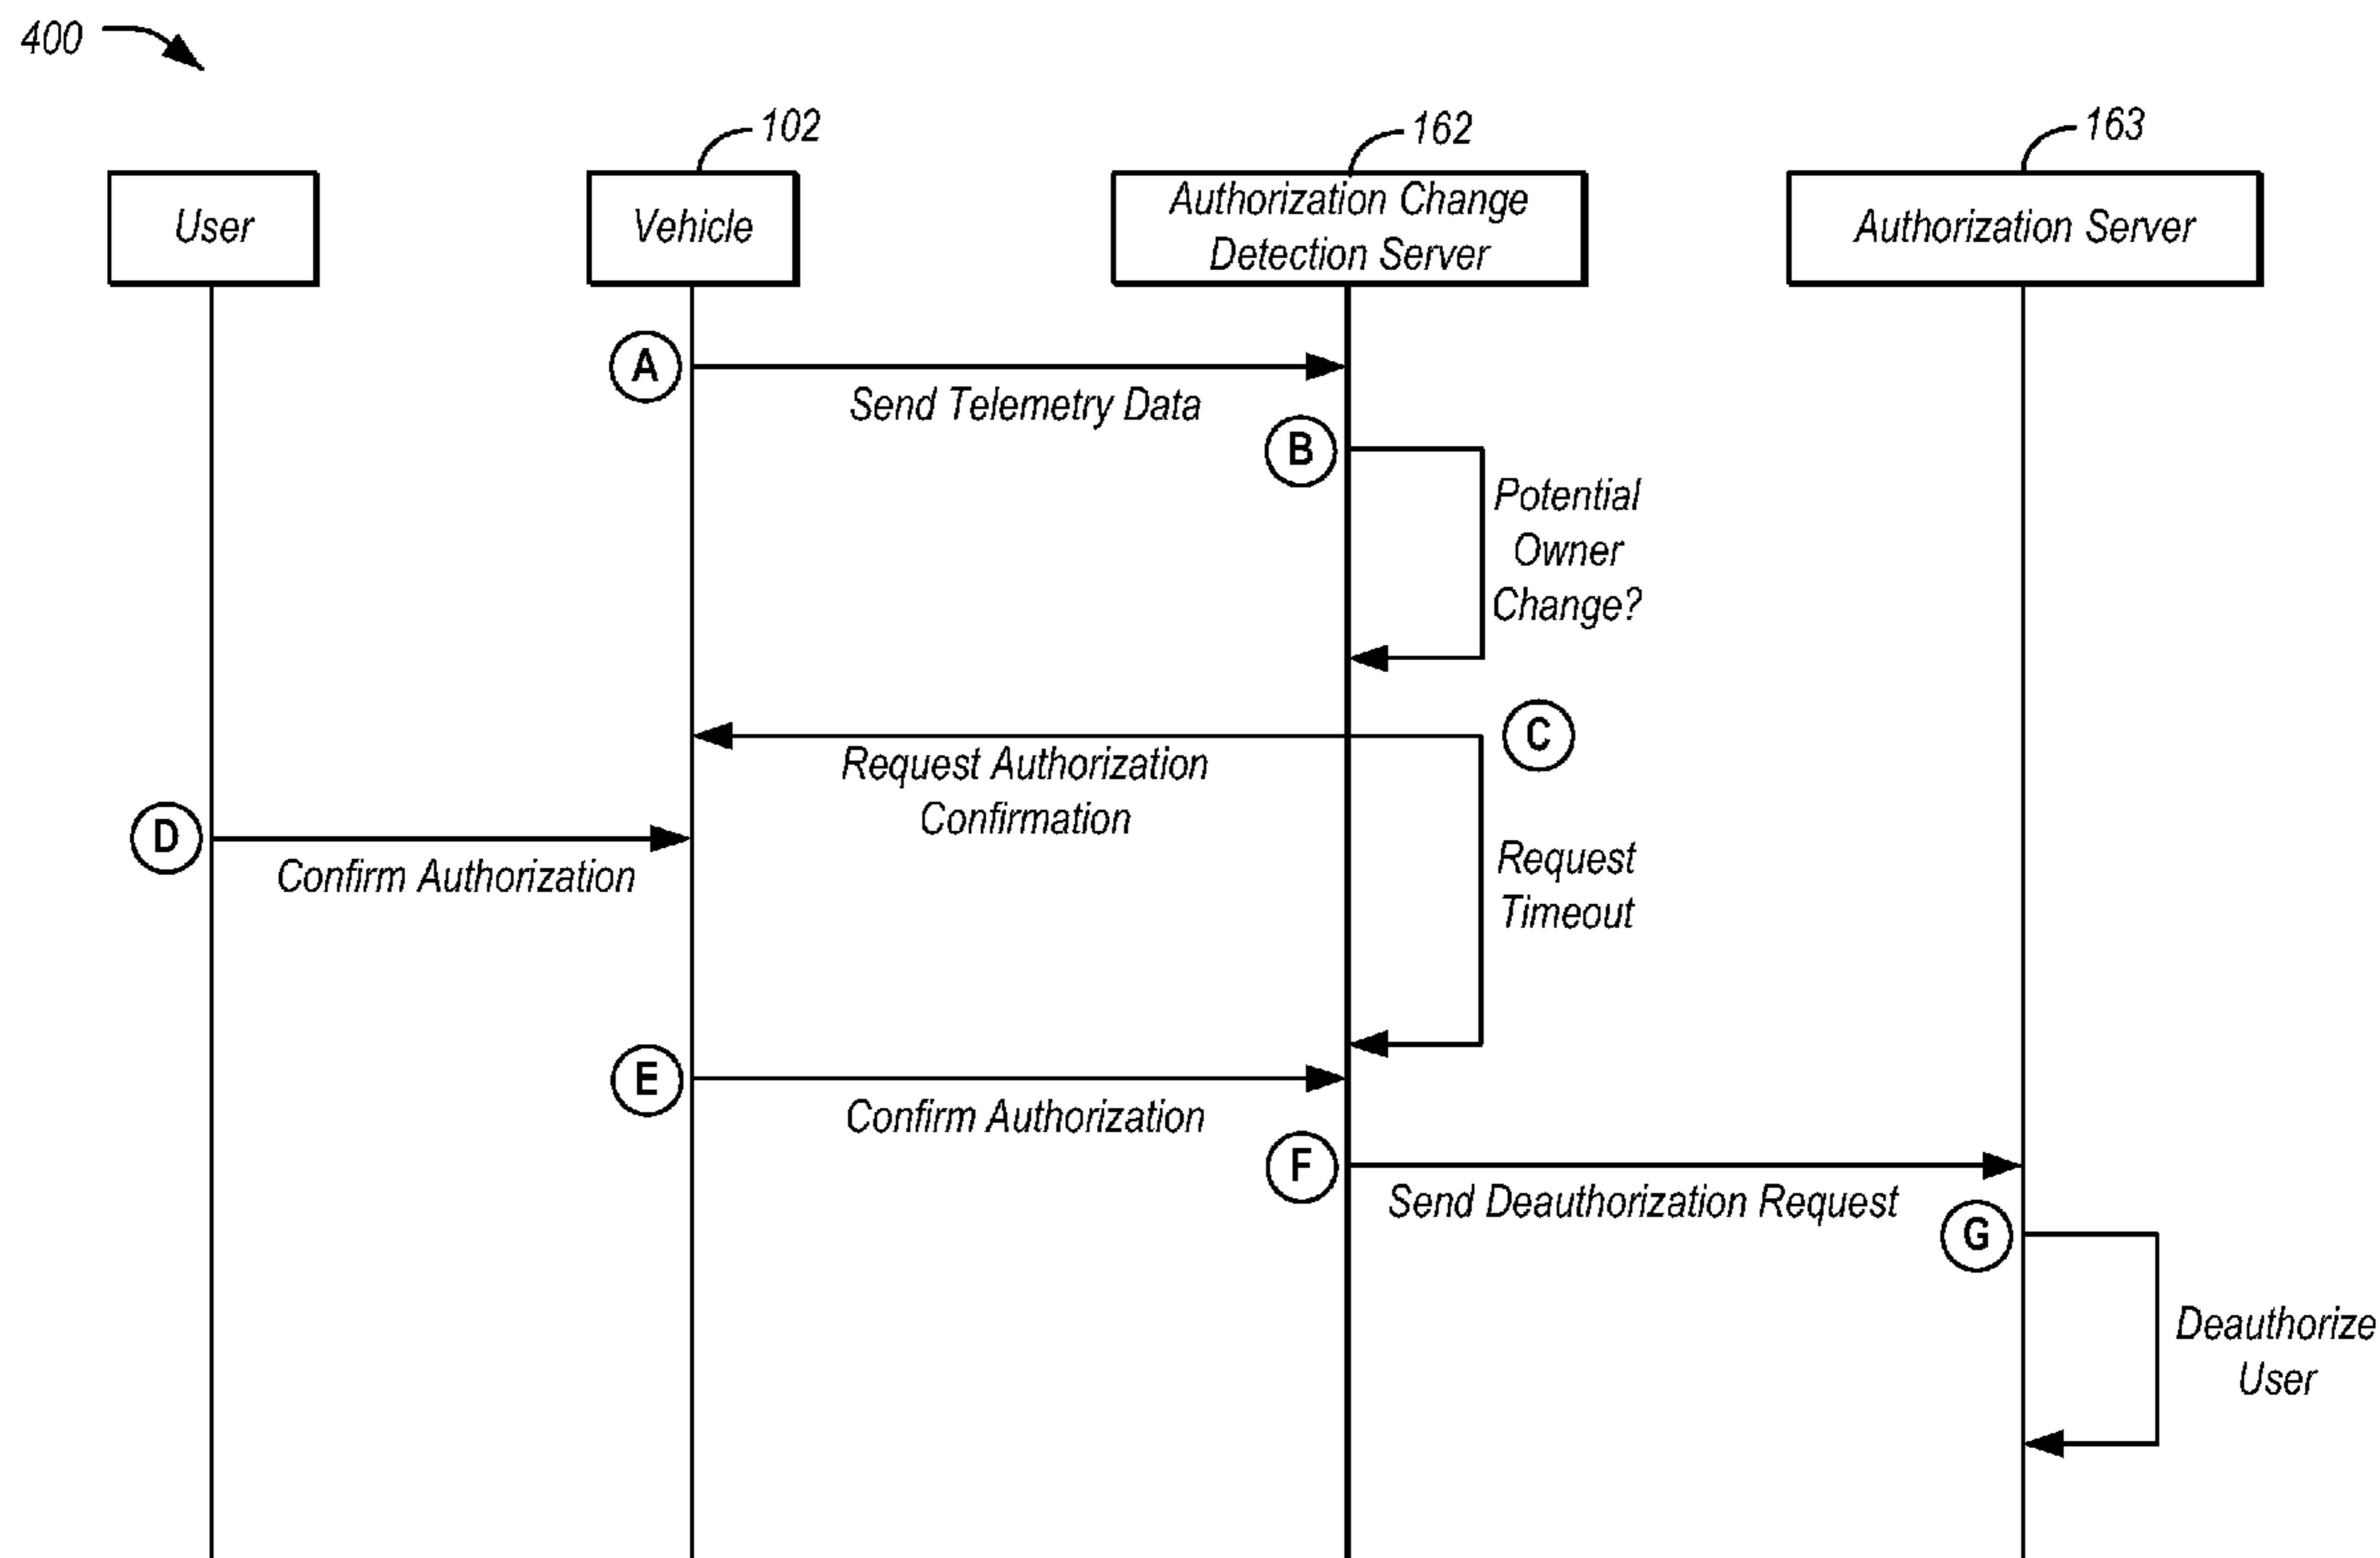 400
102
162
163
User
Vehicle
Authorization Change
Detection Server
Authorization Server
A
Send Telemetry Data
B
Potential
Owner
Change?
C
Request Authorization
Confirmation
D
Confirm Authorization
Request
Timeout
E
Confirm Authorization
F
Send Deauthorization Request
G
Deauthorize
User